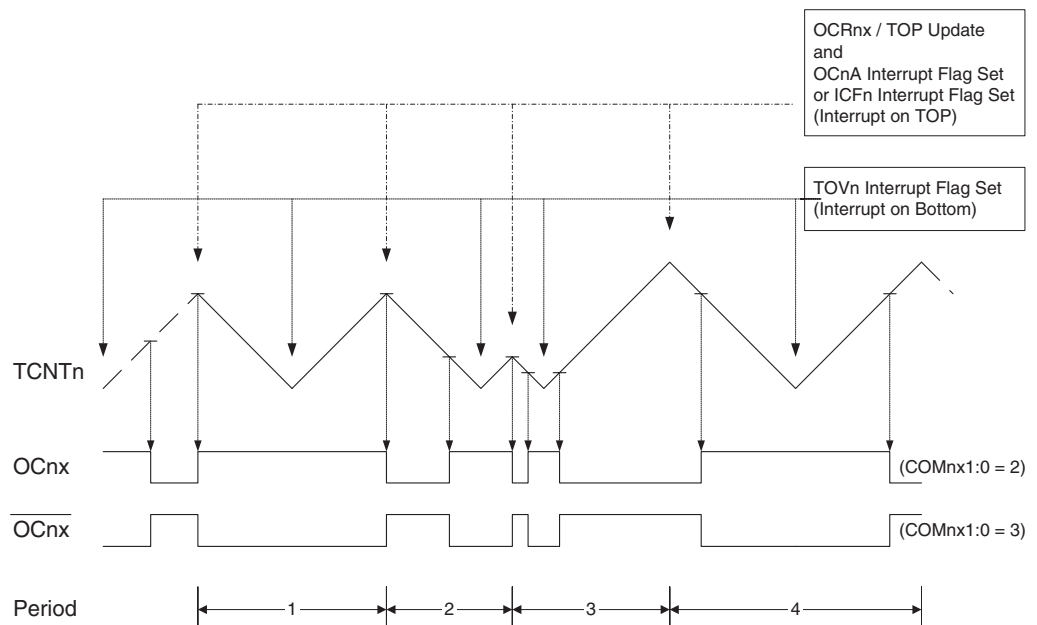 OCRnx / TOP Update
and
OCnA Interrupt Flag Set
or ICFn Interrupt Flag Set
(Interrupt on TOP)
TOVn Interrupt Flag Set
(Interrupt on Bottom)
TCNTn
OCnx
(COMnx1:0 = 2)
OCnx
(COMnx1:0 = 3)
Period
1
2
3
4